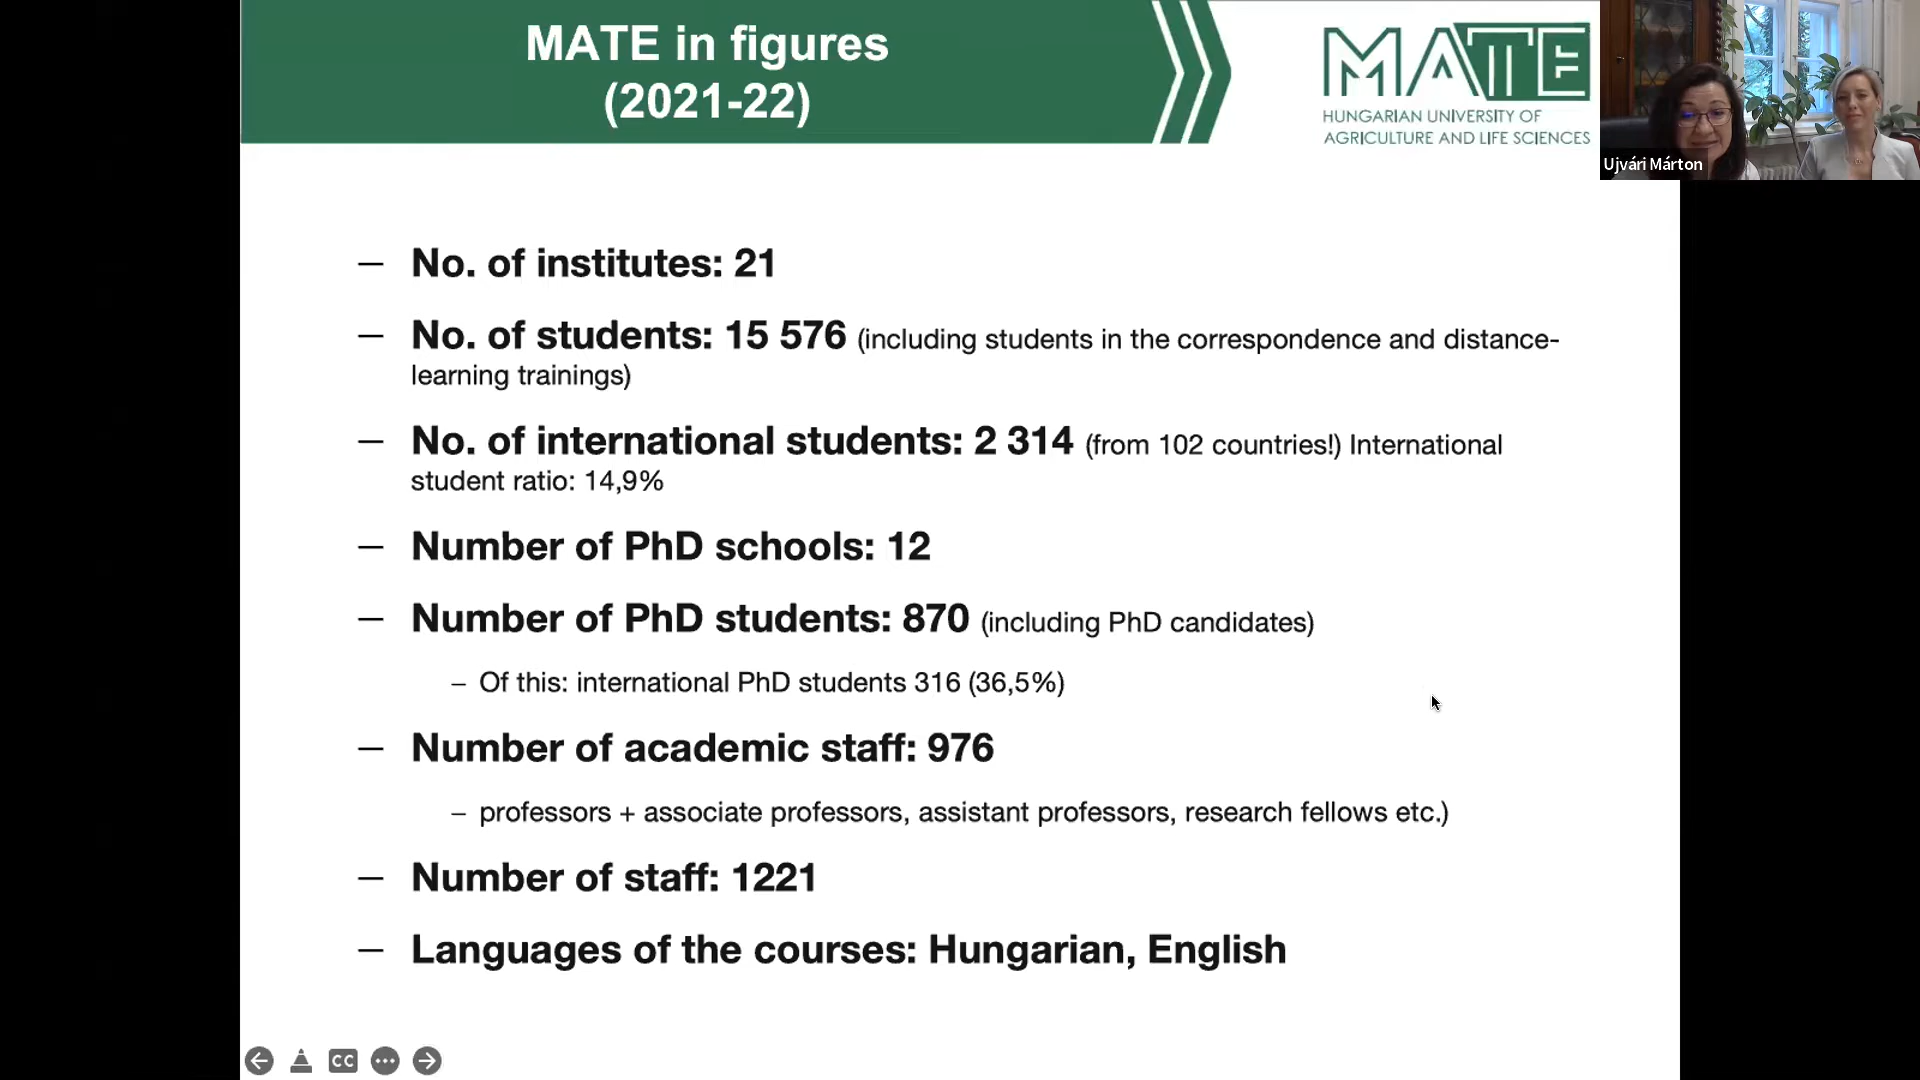 MATE in figures
(2021-22)
MATE
HUNGARIAN UNIVERSITY OF
AGRICULTURE AND LIFE SCIENCES
Ujvári Márton
– No. of institutes: 21
– No. of students: 15 576 (including students in the correspondence and distance-
learning trainings)
– No. of international students: 2 314 (from 102 countries!) International
student ratio: 14,9%
– Number of PhD schools: 12
– Number of PhD students: 870 (including PhD candidates)
– Of this: international PhD students 316 (36,5%)
– Number of academic staff: 976
– professors + associate professors, assistant professors, research fellows etc.)
– Number of staff: 1221
– Languages of the courses: Hungarian, English
CC